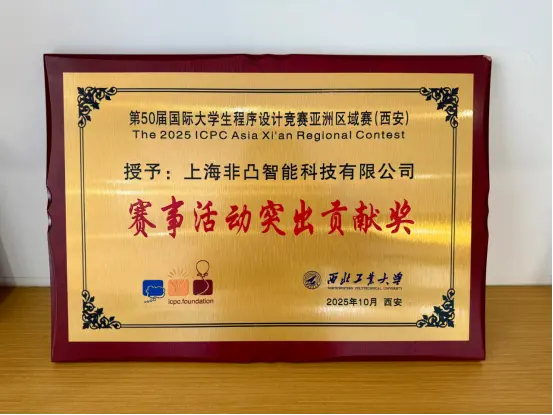 第50届国际大学生程序设计竞赛亚洲区域赛(西安)
The 2025 ICPC Asia Xi'an Regional Contest
授予：上海非凸智能科技有限公司
赛事活动突出贡献奖
icpc.foundation
西北工业大学
NORTHWESTERN POLYTECHNICAL UNIVERSITY
2025年10月 西安